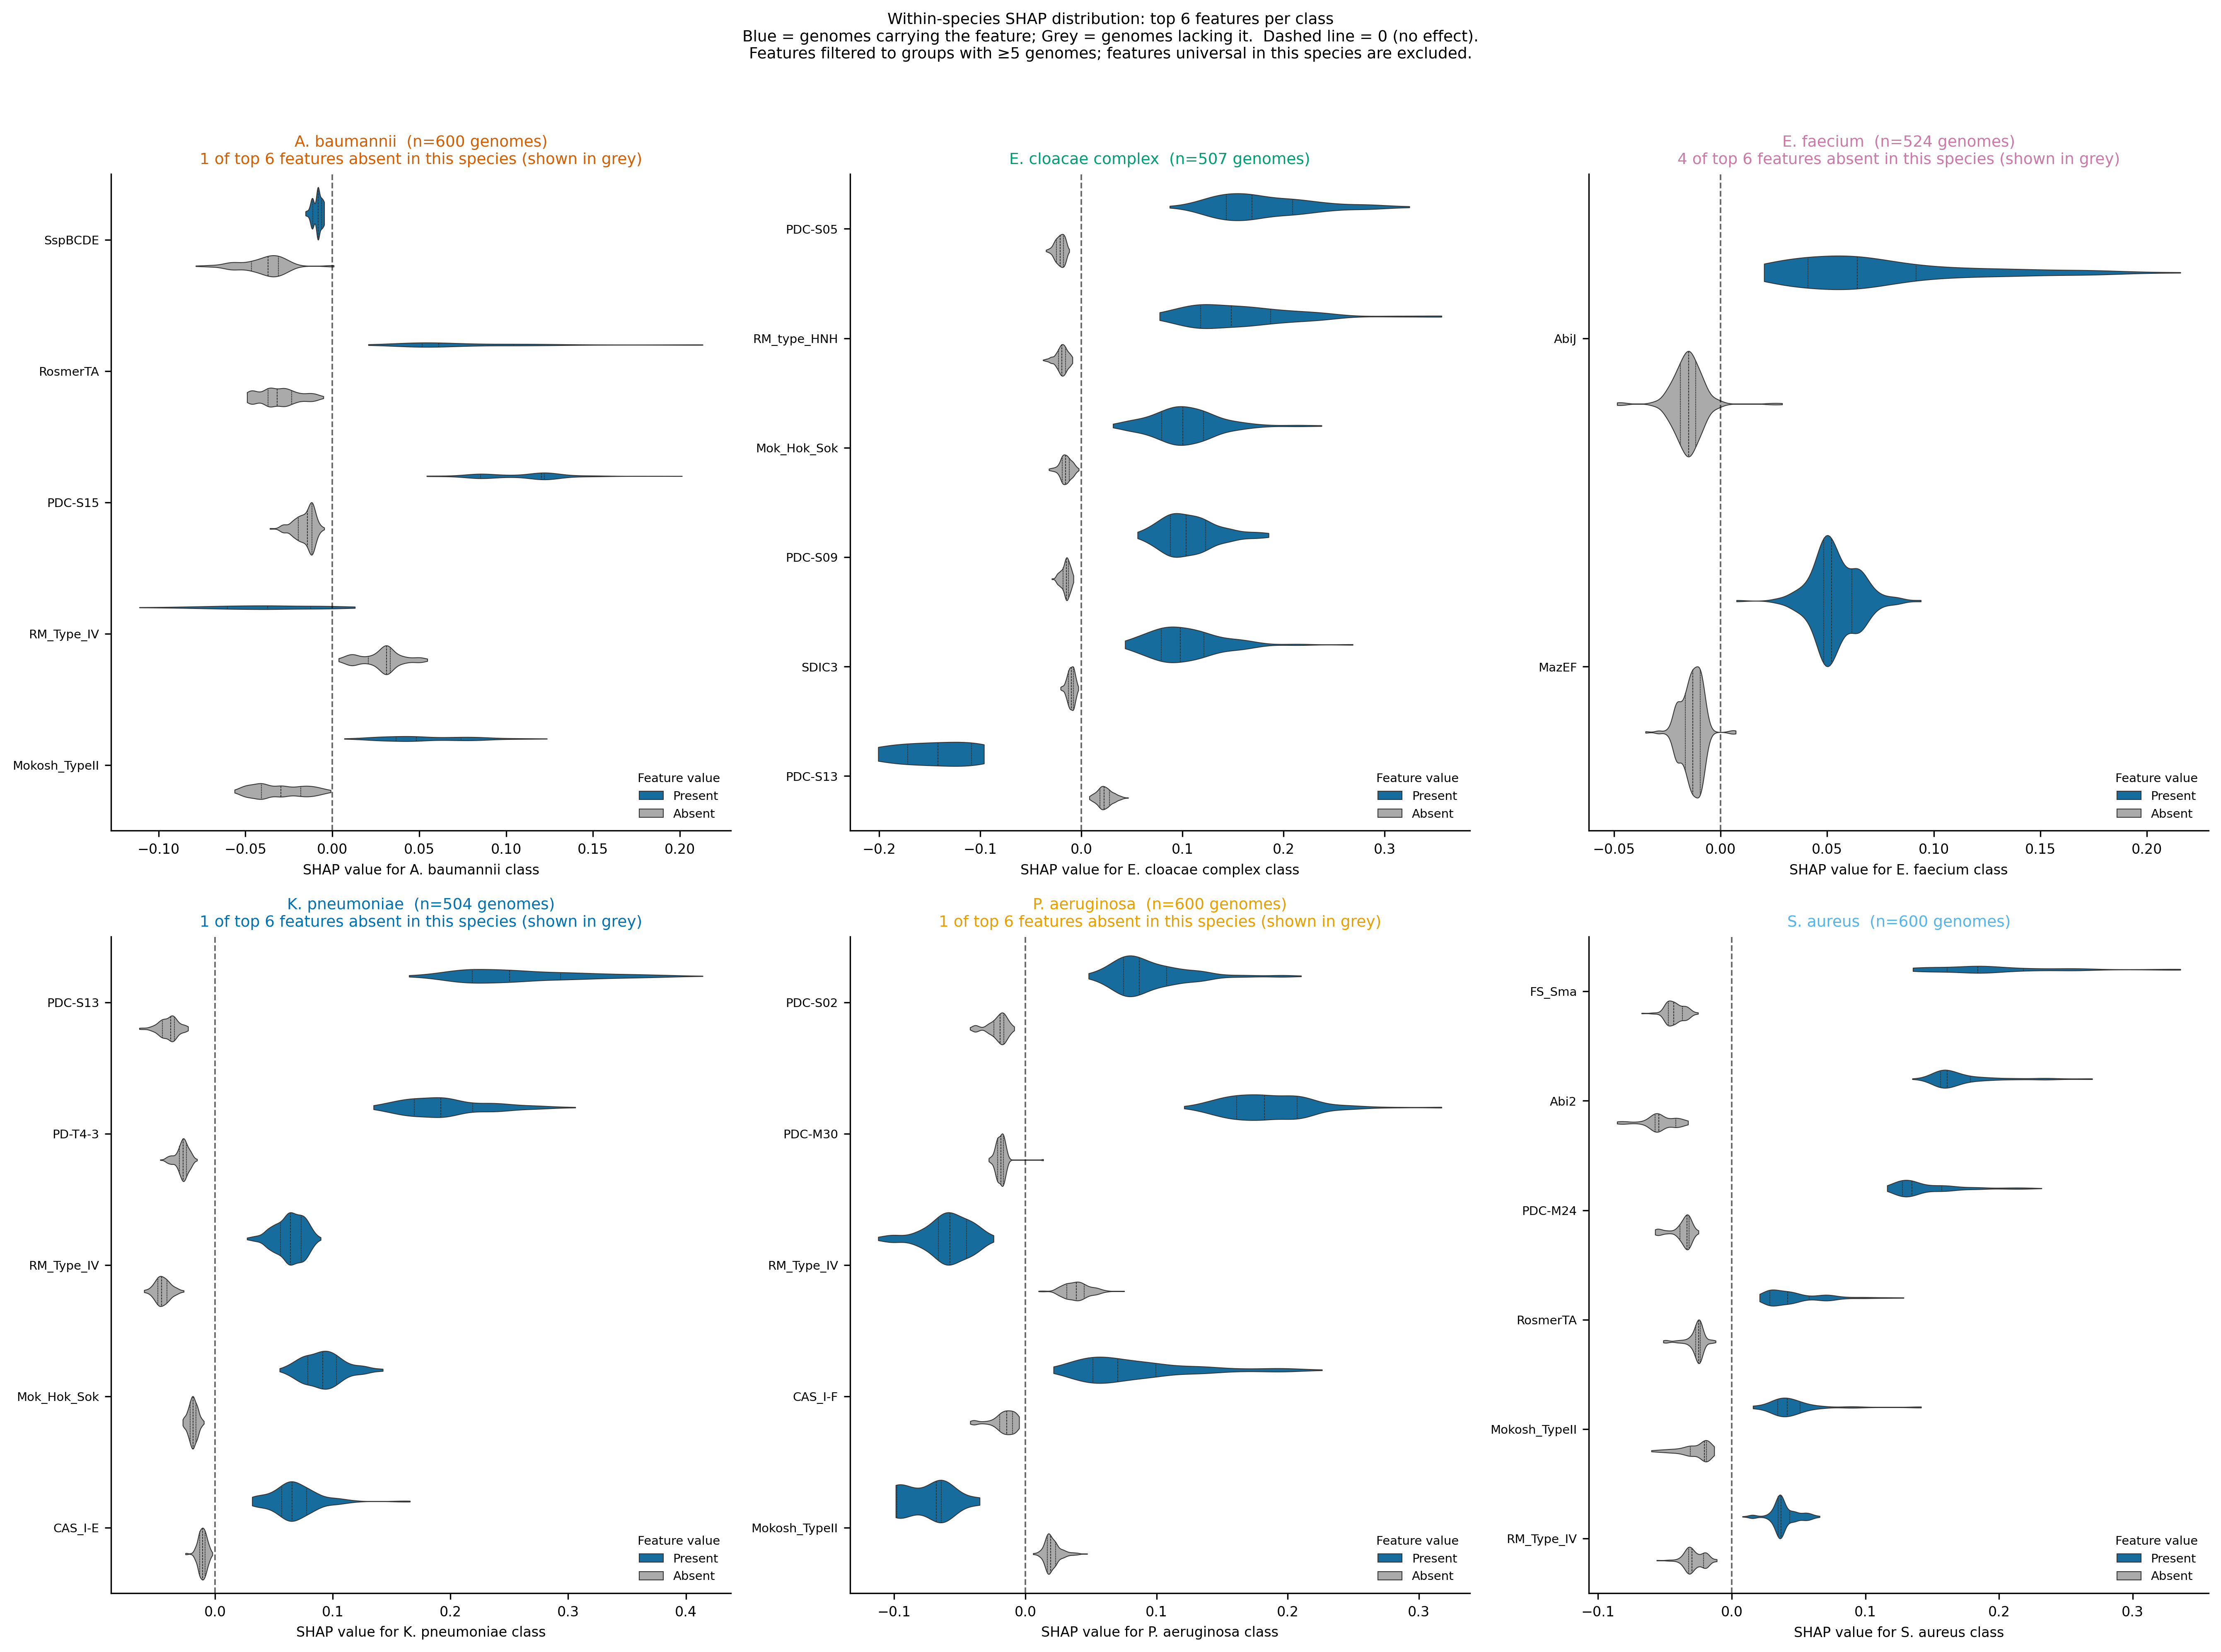 Within-species SHAP distribution: top 6 features per class
Blue = genomes carrying the feature; Grey = genomes lacking it.  Dashed line = 0 (no effect).
Features filtered to groups with ≥5 genomes; features universal in this species are excluded.
A. baumannii  (n=600 genomes)
1 of top 6 features absent in this species (shown in grey)
SspBCDE
RosmerTA
PDC-S15
RM_Type_IV
Mokosh_TypeII
Feature value
Present
Absent
−0.10 −0.05 0.00 0.05 0.10 0.15 0.20
SHAP value for A. baumannii class
E. cloacae complex  (n=507 genomes)
PDC-S05
RM_type_HNH
Mok_Hok_Sok
PDC-S09
SDIC3
PDC-S13
Feature value
Present
Absent
−0.2 −0.1 0.0 0.1 0.2 0.3
SHAP value for E. cloacae complex class
E. faecium  (n=524 genomes)
4 of top 6 features absent in this species (shown in grey)
AbiJ
MazEF
Feature value
Present
Absent
−0.05 0.00 0.05 0.10 0.15 0.20
SHAP value for E. faecium class
K. pneumoniae  (n=504 genomes)
1 of top 6 features absent in this species (shown in grey)
PDC-S13
PD-T4-3
RM_Type_IV
Mok_Hok_Sok
CAS_I-E
Feature value
Present
Absent
0.0 0.1 0.2 0.3 0.4
SHAP value for K. pneumoniae class
P. aeruginosa  (n=600 genomes)
1 of top 6 features absent in this species (shown in grey)
PDC-S02
PDC-M30
RM_Type_IV
CAS_I-F
Mokosh_TypeII
Feature value
Present
Absent
−0.1 0.0 0.1 0.2 0.3
SHAP value for P. aeruginosa class
S. aureus  (n=600 genomes)
FS_Sma
Abi2
PDC-M24
RosmerTA
Mokosh_TypeII
RM_Type_IV
Feature value
Present
Absent
−0.1 0.0 0.1 0.2 0.3
SHAP value for S. aureus class